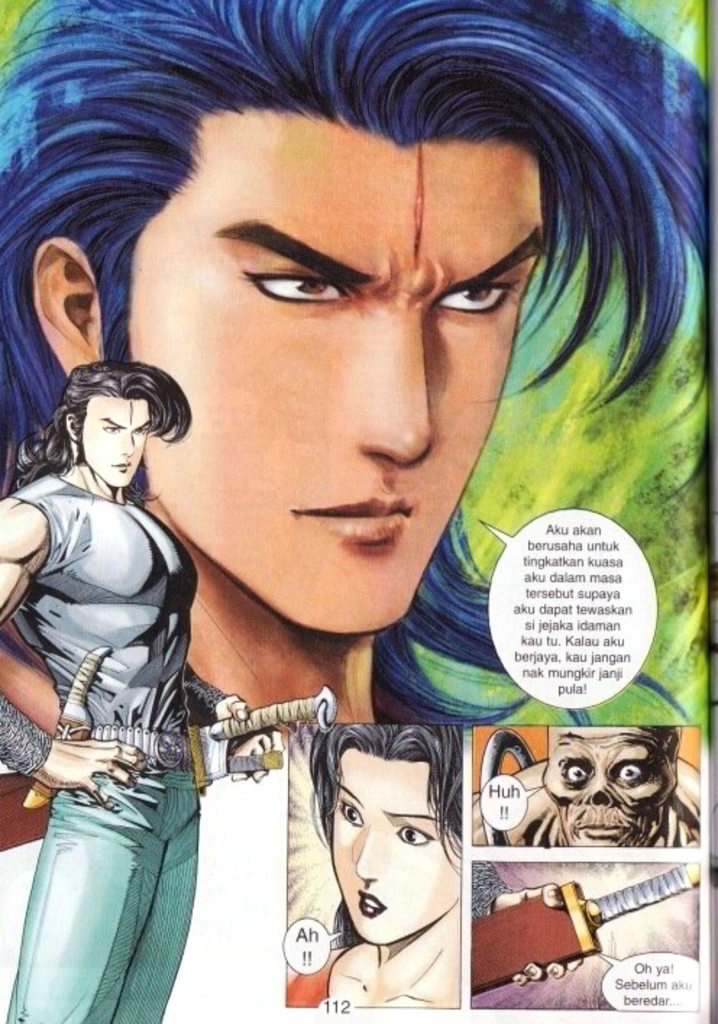 Aku akan
berusaha untuk
tingkatkan kuasa
aku dalam masa
tersebut supaya
aku dapat tewaskan
si jejaka idaman
kau tu. Kalau aku
berjaya, kau jangan
nak mungkir janji
pula!
Huh
!!
Ah
!!
Oh ya!
Sebelum aku
beredar....
112